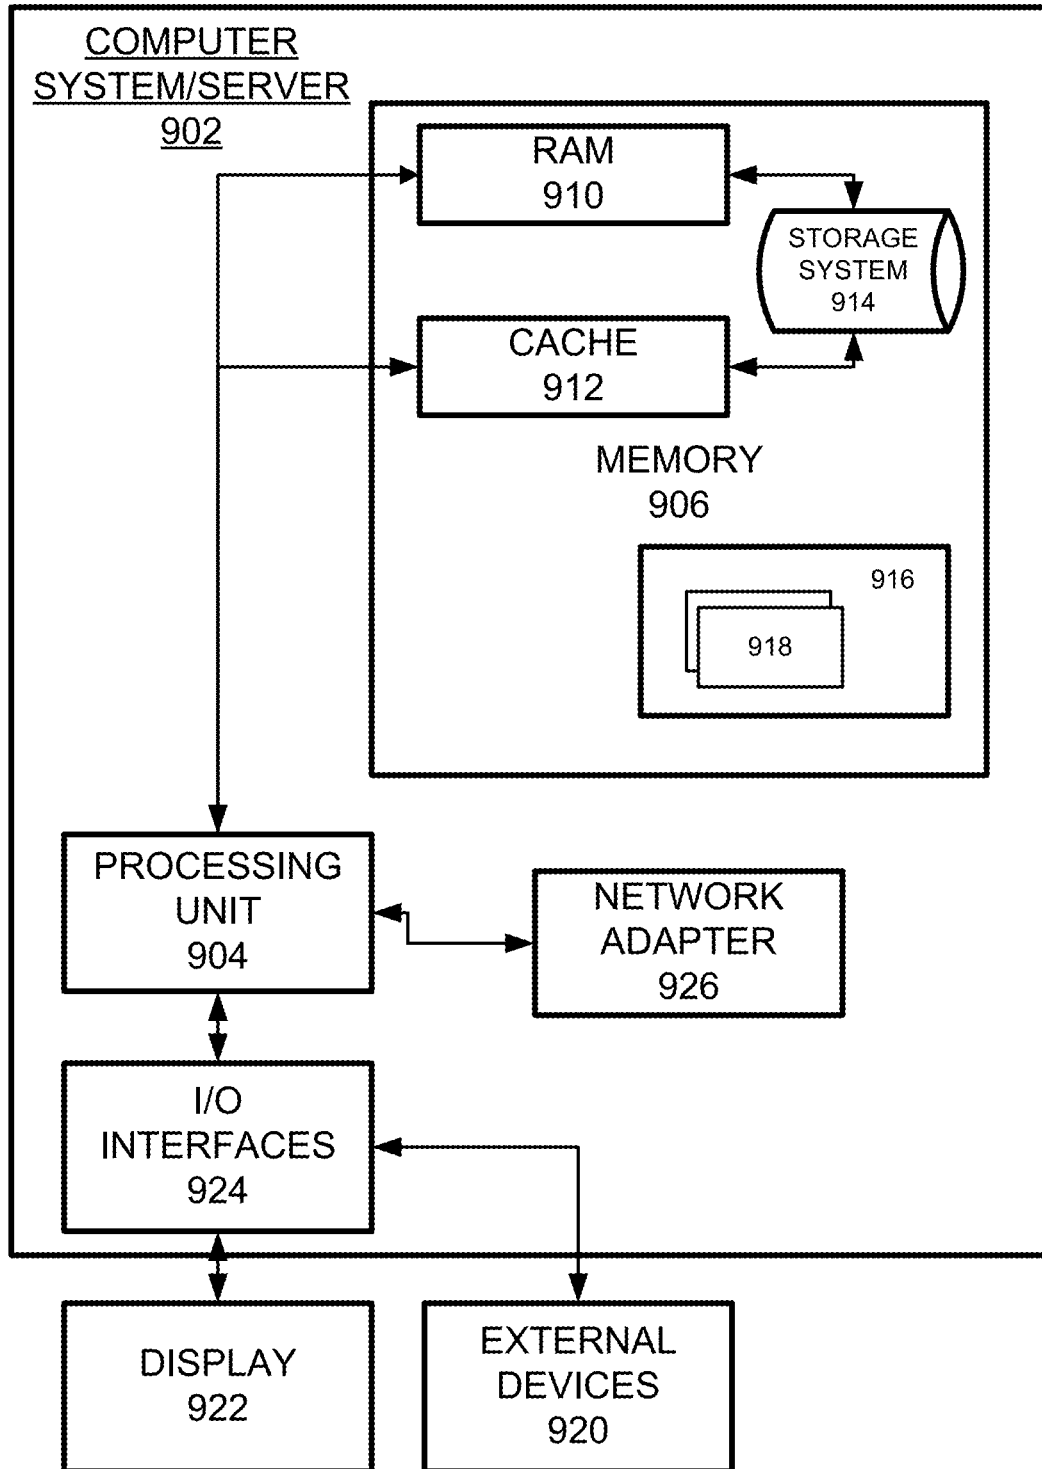 COMPUTER
SYSTEM/SERVER
902
RAM
910
STORAGE
SYSTEM
914
CACHE
912
MEMORY
906
916
918
PROCESSING
UNIT
904
NETWORK
ADAPTER
926
I/O
INTERFACES
924
DISPLAY
922
EXTERNAL
DEVICES
920